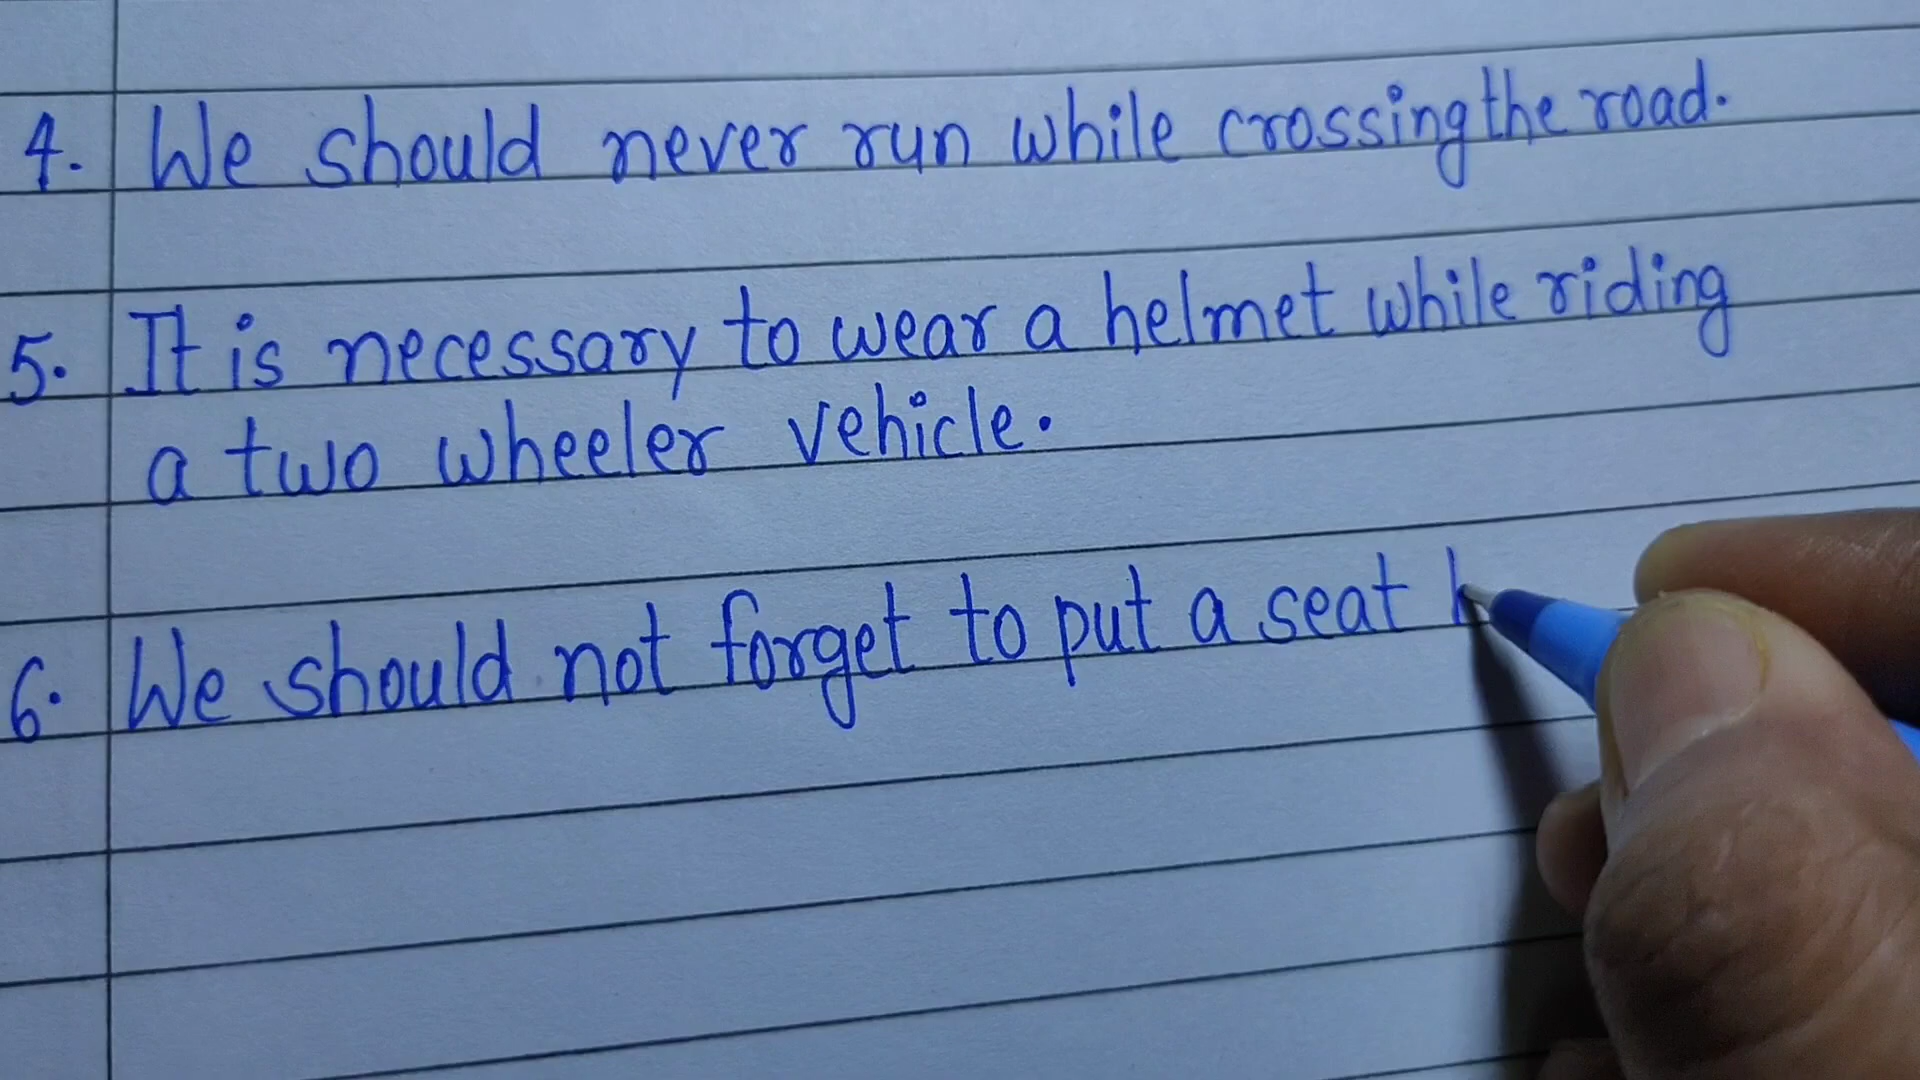 4. We should never run while crossing the road.
5. It is necessary to wear a helmet while riding
a two wheeler vehicle.
6. We should not forget to put a seat